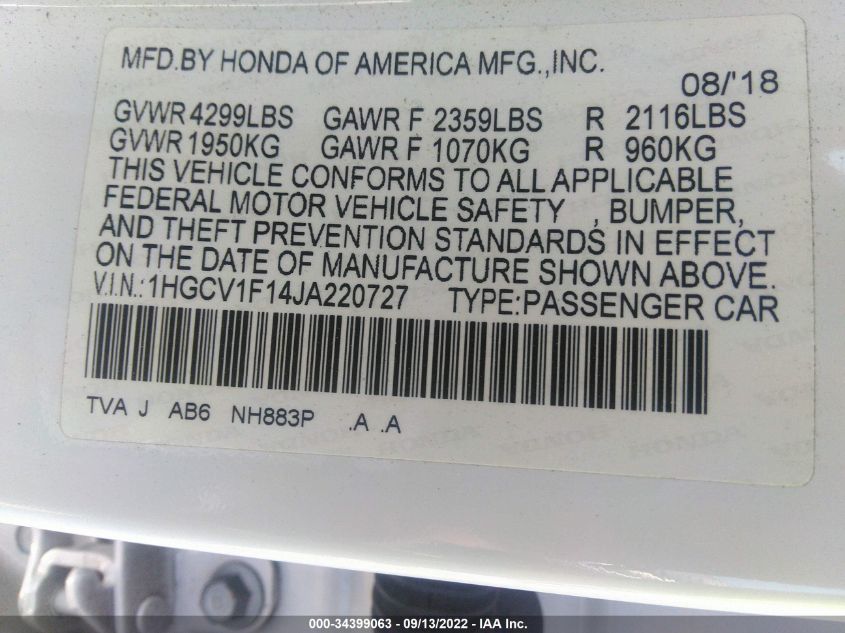 MFD.BY HONDA OF AMERICA MFG.,INC.
08/'18
GVWR 4299LBS GAWR F 2359LBS R 2116LBS
GVWR 1950KG GAWR F 1070KG R 960KG
THIS VEHICLE CONFORMS TO ALL APPLICABLE
FEDERAL MOTOR VEHICLE SAFETY , BUMPER,
AND THEFT PREVENTION STANDARDS IN EFFECT
ON THE DATE OF MANUFACTURE SHOWN ABOVE.
V.I.N.:1HGCV1F14JA220727 TYPE:PASSENGER CAR
TVA J AB6 NH883P .A .A
000-34399063 - 09/13/2022 - IAA Inc.